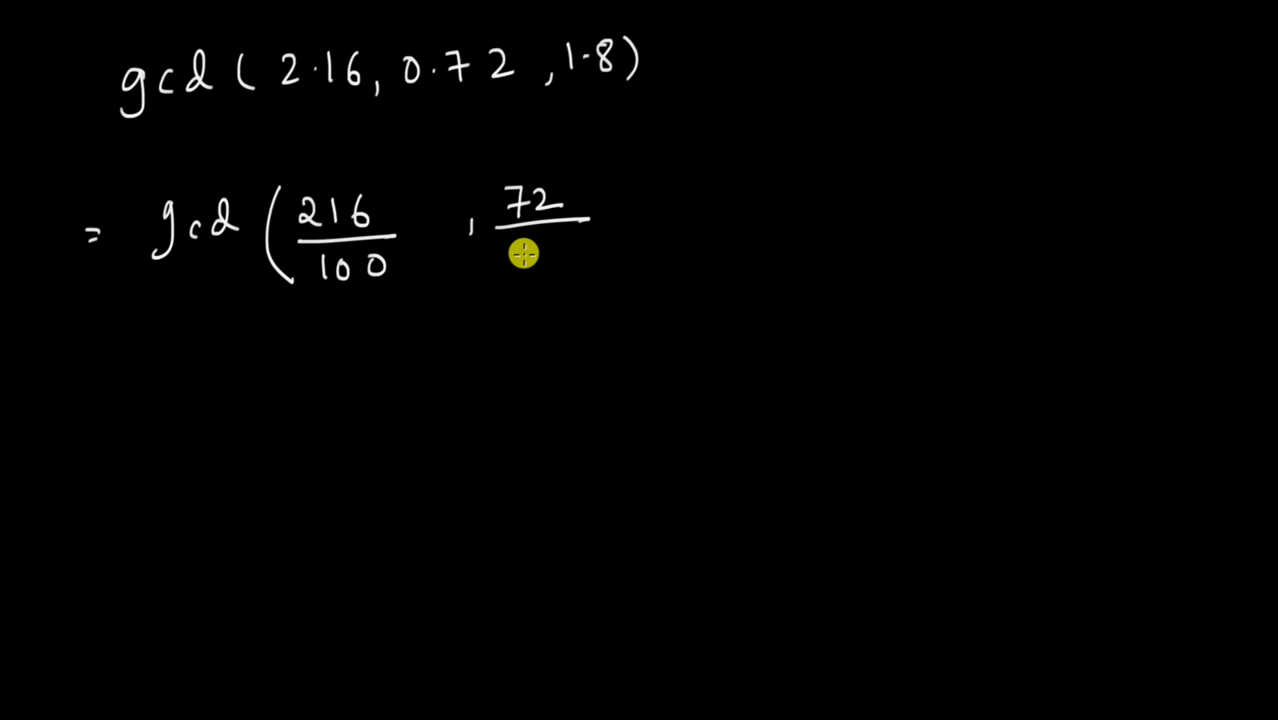 gcd ( 2.16, 0.72 , 1.8)
= gcd ( 216/100 , 72/